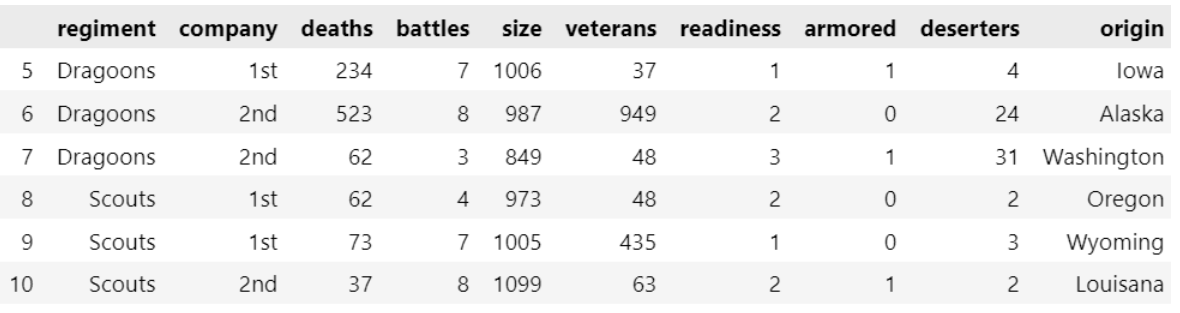 regiment company deaths battles size veterans readiness armored deserters origin
5 Dragoons 1st 234 7 1006 37 1 1 4 Iowa
6 Dragoons 2nd 523 8 987 949 2 0 24 Alaska
7 Dragoons 2nd 62 3 849 48 3 1 31 Washington
8 Scouts 1st 62 4 973 48 2 0 2 Oregon
9 Scouts 1st 73 7 1005 435 1 0 3 Wyoming
10 Scouts 2nd 37 8 1099 63 2 1 2 Louisana